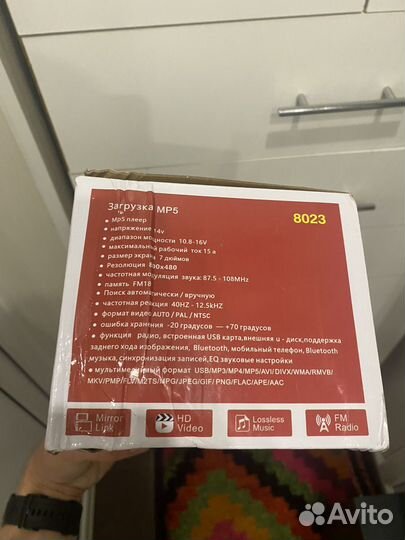 Загрузка MP5
8023
• Mp5 плеер
• напряжение 14v
• диапазон мощности 10.8-16V
• максимальный рабочий ток 15 а
• размер экрана 7 дюймов
• Резолюция 800x480
• частотная модуляция звука: 87.5 - 108MHz
• память FM18
• Поиск автоматически / вручную
• частотная реакция 40HZ - 12.5kHZ
• формат видео AUTO / PAL / NTSC
• ошибка хранения -20 градусов — +70 градусов
• функция радио, встроенная USB карта,внешняя u - диск,поддержка
заднего хода изображения, Bluetooth, мобильный телефон, Bluetooth
музыка, синхронизация записей,EQ звуковые настройки
• мультимедиимый формат USB/MP3/MP4/MP5/AVI/DIVX/WMA/RMVB/
MKV/PMP/FLV/M2TS/MPG/JPEG/GIF/PNG/FLAC/APE/AAC
Mirror
Link
HD
Video
Lossless
Music
FM
Radio
Avito